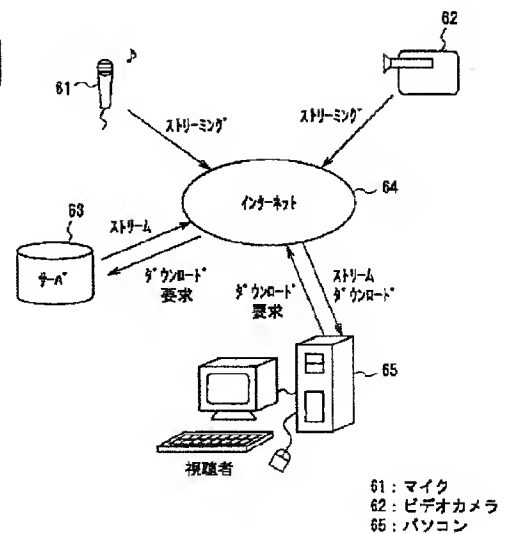 62
61
ストリーミング
ストリーミング
インターネット
64
63
ストリーム
サーバ
ダウンロード
要求
ダウンロード
要求
ストリーム
ダウンロード
65
視聴者
61：マイク
62：ビデオカメラ
65：パソコン